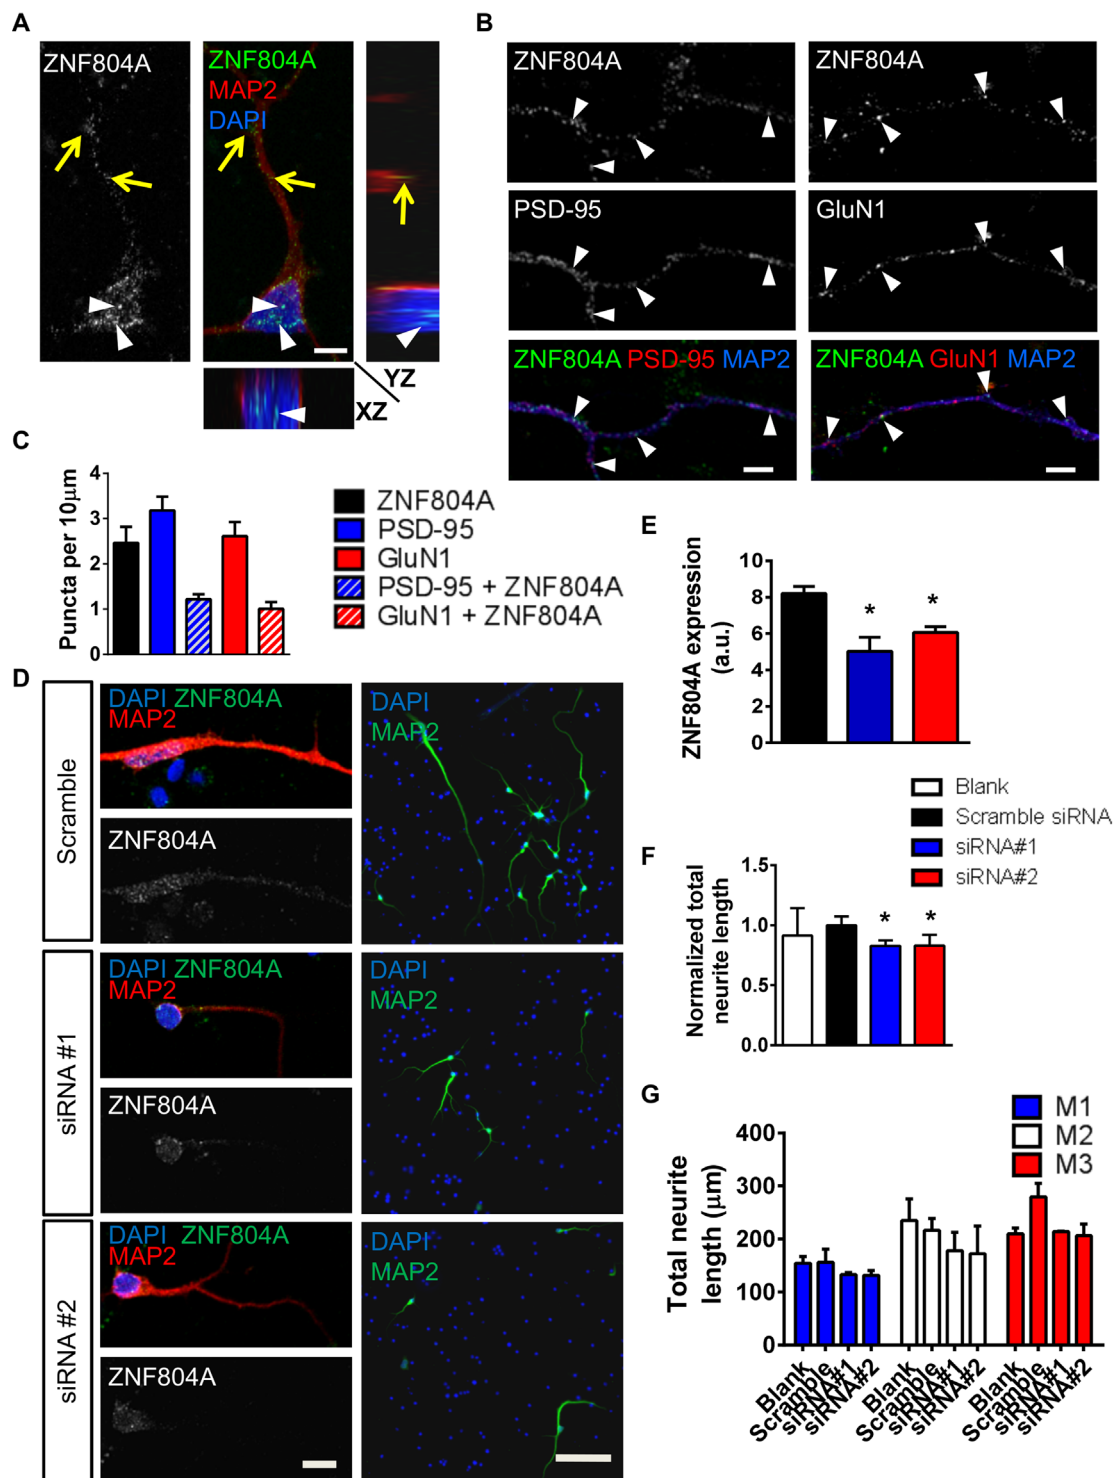 A
ZNF804A
ZNF804A
MAP2
DAPI
YZ
XZ
B
ZNF804A
ZNF804A
PSD-95
GluN1
ZNF804A PSD-95 MAP2
ZNF804A GluN1 MAP2
C
Puncta per 10μm
4
3
2
1
0
ZNF804A
PSD-95
GluN1
PSD-95 + ZNF804A
GluN1 + ZNF804A
D
Scramble
DAPI ZNF804A
MAP2
ZNF804A
DAPI
MAP2
siRNA #1
DAPI ZNF804A
MAP2
ZNF804A
DAPI
MAP2
siRNA #2
DAPI ZNF804A
MAP2
ZNF804A
DAPI
MAP2
E
ZNF804A expression
(a.u.)
10
8
6
4
2
0
* *
Blank
Scramble siRNA
siRNA#1
siRNA#2
F
Normalized total
neurite length
1.5
1.0
0.5
0.0
* *
G
M1
M2
M3
Total neurite
length (μm)
400
300
200
100
0
Blank
Scramble
siRNA#1
siRNA#2
Blank
Scramble
siRNA#1
siRNA#2
Blank
Scramble
siRNA#1
siRNA#2